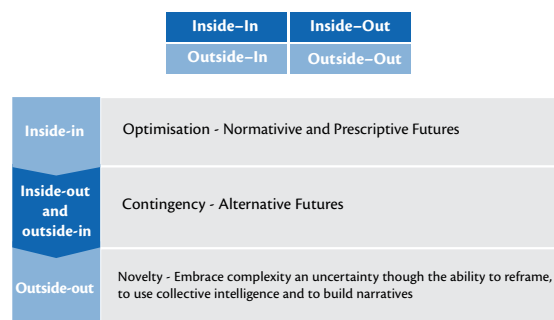 Inside–In Inside–Out
Outside–In Outside–Out
Inside-in
Optimisation - Normativive and Prescriptive Futures
Inside-out
and
outside-in
Contingency - Alternative Futures
Outside-out
Novelty - Embrace complexity an uncertainty though the ability to reframe,
to use collective intelligence and to build narratives